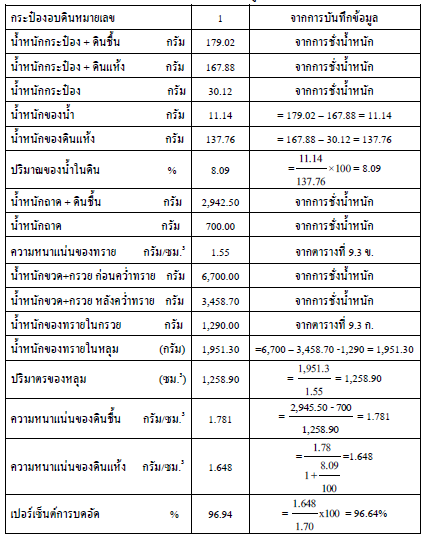 กระป๋องอบดินหมายเลข 1 จากการบันทึกข้อมูล
น้ำหนักกระป๋อง + ดินชื้น กรัม 179.02 จากการชั่งน้ำหนัก
น้ำหนักกระป๋อง + ดินแห้ง กรัม 167.88 จากการชั่งน้ำหนัก
น้ำหนักกระป๋อง กรัม 30.12 จากการชั่งน้ำหนัก
น้ำหนักของน้ำ กรัม 11.14 = 179.02 – 167.88 = 11.14
น้ำหนักของดินแห้ง กรัม 137.76 = 167.88 – 30.12 = 137.76
ปริมาณของน้ำในดิน % 8.09 = 11.14 / 137.76 ×100 = 8.09
น้ำหนักถาด + ดินชื้น กรัม 2,942.50 จากการชั่งน้ำหนัก
น้ำหนักถาด กรัม 700.00 จากการชั่งน้ำหนัก
ความหนาแน่นของทราย กรัม/ซม.³ 1.55 จากตารางที่ 9.3 ข.
น้ำหนักขวด+กรวย ก่อนคว่ำทราย กรัม 6,700.00 จากการชั่งน้ำหนัก
น้ำหนักขวด+กรวย หลังคว่ำทราย กรัม 3,458.70 จากการชั่งน้ำหนัก
น้ำหนักของทรายในกรวย กรัม 1,290.00 จากตารางที่ 9.3 ก.
น้ำหนักของทรายในหลุม (กรัม) 1,951.30 =6,700 – 3,458.70 -1,290 = 1,951.30
ปริมาตรของหลุม (ซม.³) 1,258.90 = 1,951.3 / 1.55 = 1,258.90
ความหนาแน่นของดินชื้น กรัม/ซม.³ 1.781 = 2,945.50 - 700 / 1,258.90 = 1.781
ความหนาแน่นของดินแห้ง กรัม/ซม.³ 1.648 = 1.78 / 1+ 8.09 / 100 =1.648
เปอร์เซ็นต์การบดอัด % 96.94 = 1.648 / 1.70 x100 = 96.64%